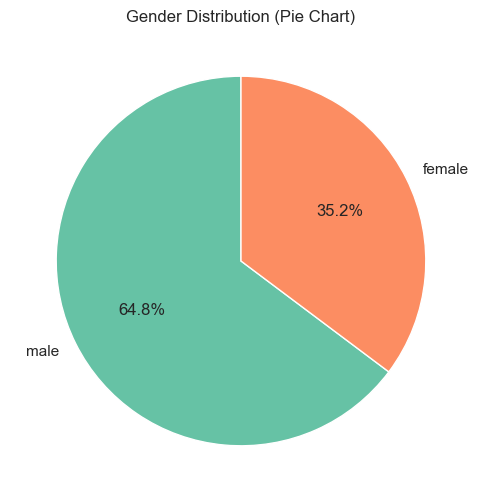 Gender Distribution (Pie Chart)
female
35.2%
64.8%
male